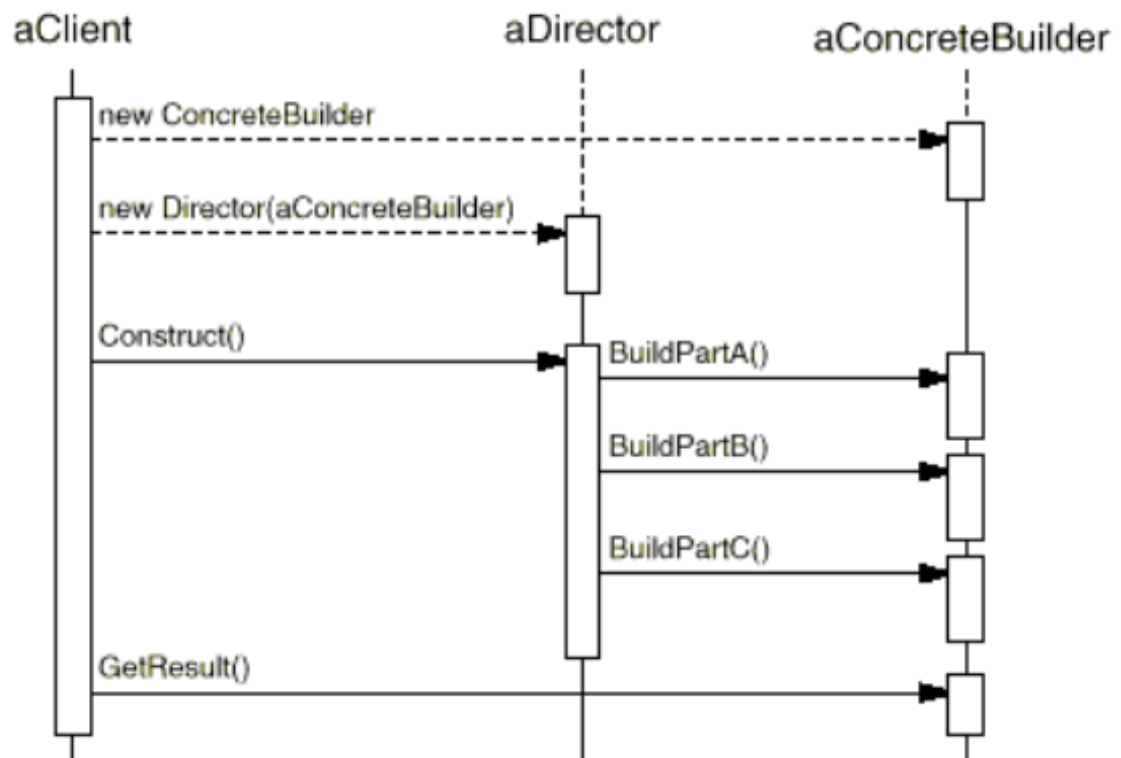 aClient
aDirector
aConcreteBuilder
new ConcreteBuilder
new Director(aConcreteBuilder)
Construct()
BuildPartA()
BuildPartB()
BuildPartC()
GetResult()